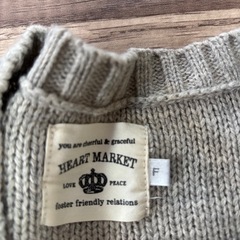 you are cheerful & graceful
HEART MARKET
LOVE PEACE
foster friendly relations
F